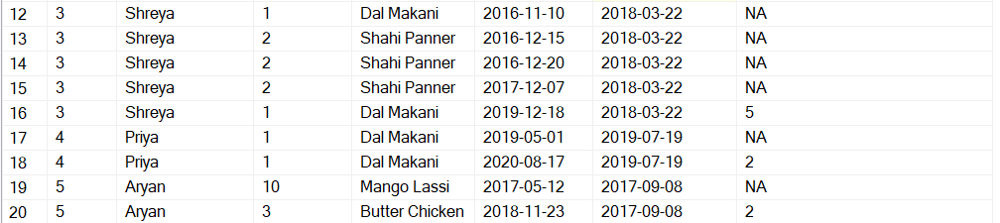 12 3 Shreya 1 Dal Makani 2016-11-10 2018-03-22 NA
13 3 Shreya 2 Shahi Panner 2016-12-15 2018-03-22 NA
14 3 Shreya 2 Shahi Panner 2016-12-20 2018-03-22 NA
15 3 Shreya 2 Shahi Panner 2017-12-07 2018-03-22 NA
16 3 Shreya 1 Dal Makani 2019-12-18 2018-03-22 5
17 4 Priya 1 Dal Makani 2019-05-01 2019-07-19 NA
18 4 Priya 1 Dal Makani 2020-08-17 2019-07-19 2
19 5 Aryan 10 Mango Lassi 2017-05-12 2017-09-08 NA
20 5 Aryan 3 Butter Chicken 2018-11-23 2017-09-08 2